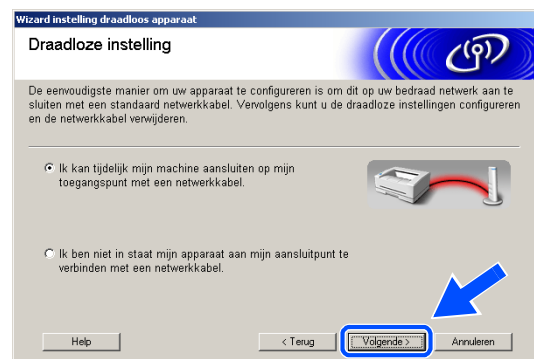 Wizard instelling draadloos apparaat
Draadloze instelling
De eenvoudigste manier om uw apparaat te configureren is om dit op uw bedraad netwerk aan te
sluiten met een standaard netwerkkabel. Vervolgens kunt u de draadloze instellingen configureren
en de netwerkkabel verwijderen.
Ik kan tijdelijk mijn machine aansluiten op mijn
toegangspunt met een netwerkkabel.
Ik ben niet in staat mijn apparaat aan mijn aansluitpunt te
verbinden met een netwerkkabel.
Help
< Terug
Volgende >
Annuleren